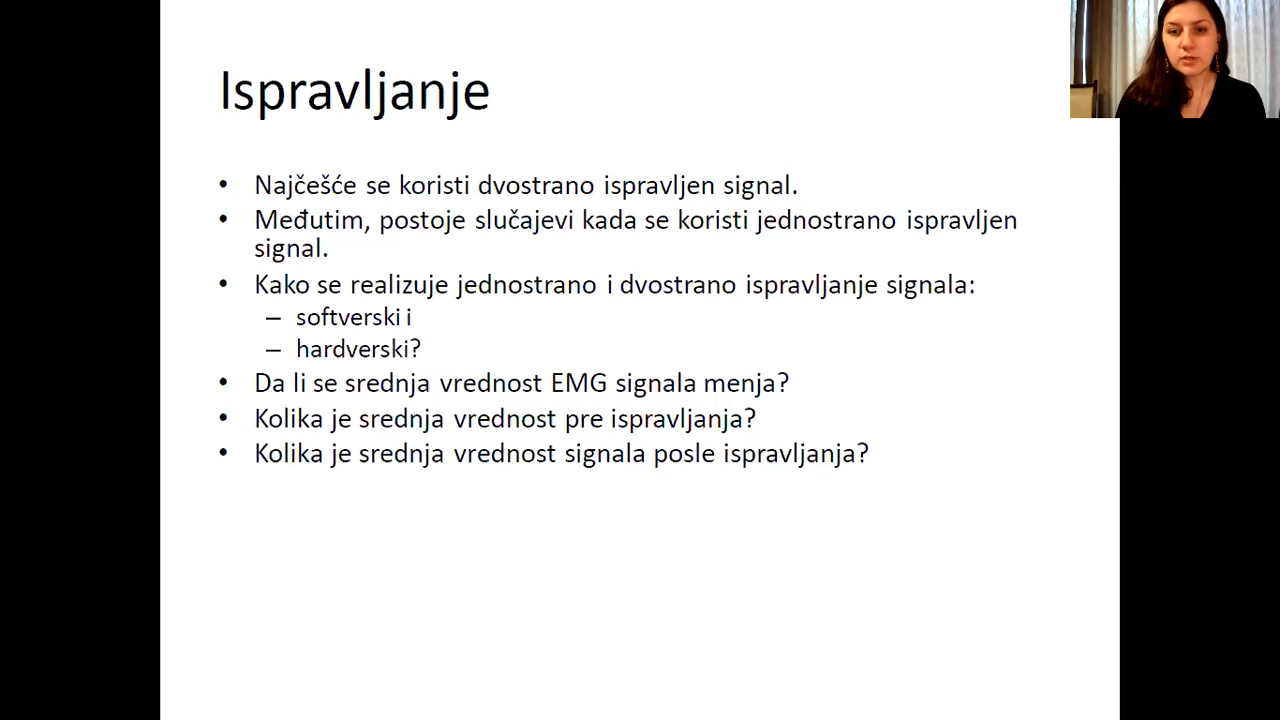 Ispravljanje
• Najčešće se koristi dvostrano ispravljen signal.
• Međutim, postoje slučajevi kada se koristi jednostrano ispravljen
signal.
• Kako se realizuje jednostrano i dvostrano ispravljanje signala:
– softverski i
– hardverski?
• Da li se srednja vrednost EMG signala menja?
• Kolika je srednja vrednost pre ispravljanja?
• Kolika je srednja vrednost signala posle ispravljanja?